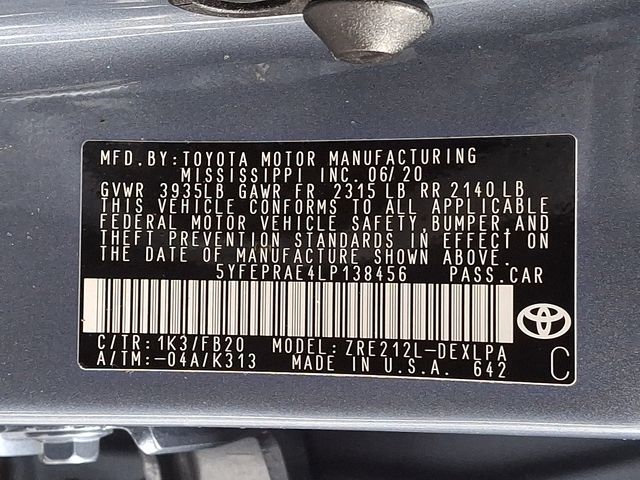 MFD.BY:TOYOTA MOTOR MANUFACTURING
MISSISSIPPI INC. 06/20
GVWR 3935LB GAWR FR 2315 LB RR 2140 LB
THIS VEHICLE CONFORMS TO ALL APPLICABLE
FEDERAL MOTOR VEHICLE SAFETY,BUMPER,AND
THEFT PREVENTION STANDARDS IN EFFECT ON
THE DATE OF MANUFACTURE SHOWN ABOVE.
5YFEPRAE4LP138456 PASS.CAR
C/TR: 1K3/FB20 MODEL: ZRE212L-DEXLPA
A/TM:-04A/K313 MADE IN U.S.A. 642
C